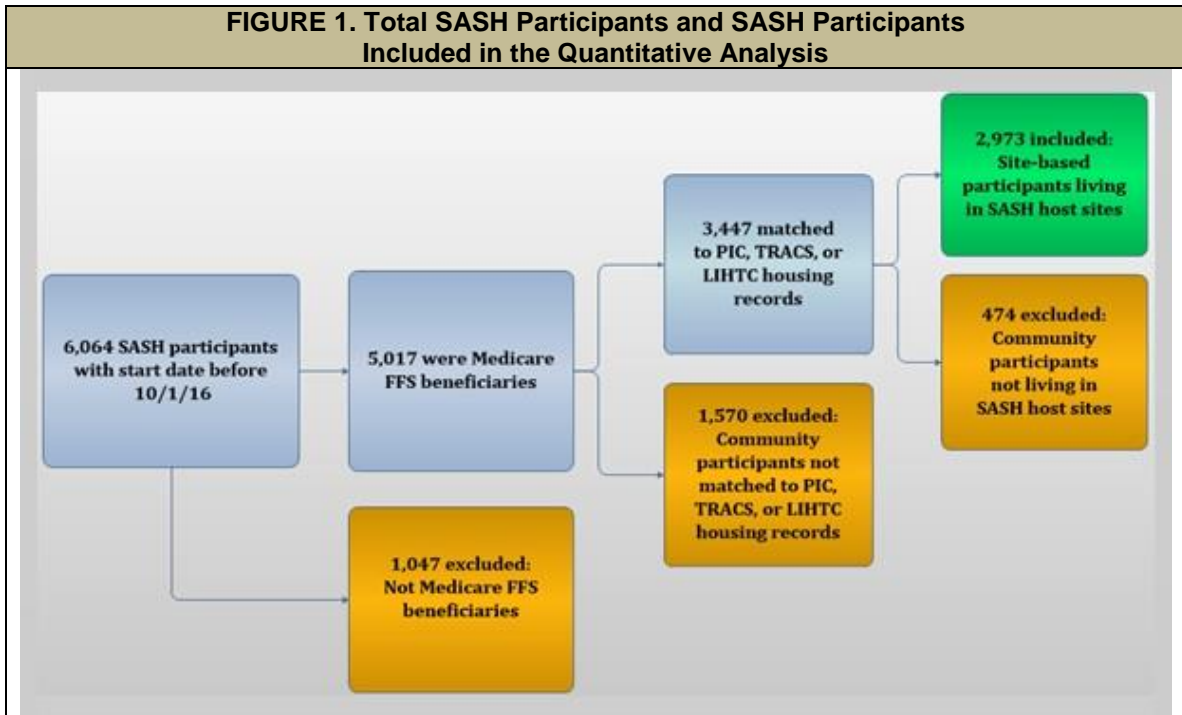 FIGURE 1. Total SASH Participants and SASH Participants
Included in the Quantitative Analysis
6,064 SASH participants
with start date before
10/1/16
5,017 were Medicare
FFS beneficiaries
1,047 excluded:
Not Medicare FFS
beneficiaries
3,447 matched
to PIC, TRACS, or
LIHTC housing
records
1,570 excluded:
Community
participants not
matched to PIC,
TRACS, or LIHTC
housing records
2,973 included:
Site-based
participants living
in SASH host sites
474 excluded:
Community
participants
not living in
SASH host sites